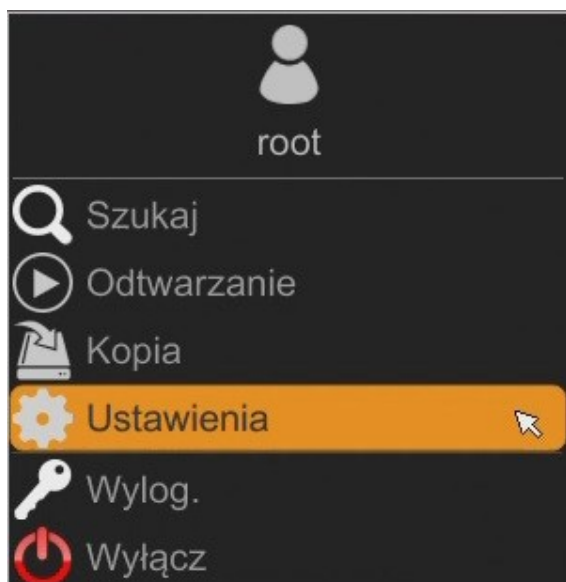 root
Szukaj
Odtwarzanie
Kopia
Ustawienia
Wylog.
Wyłącz